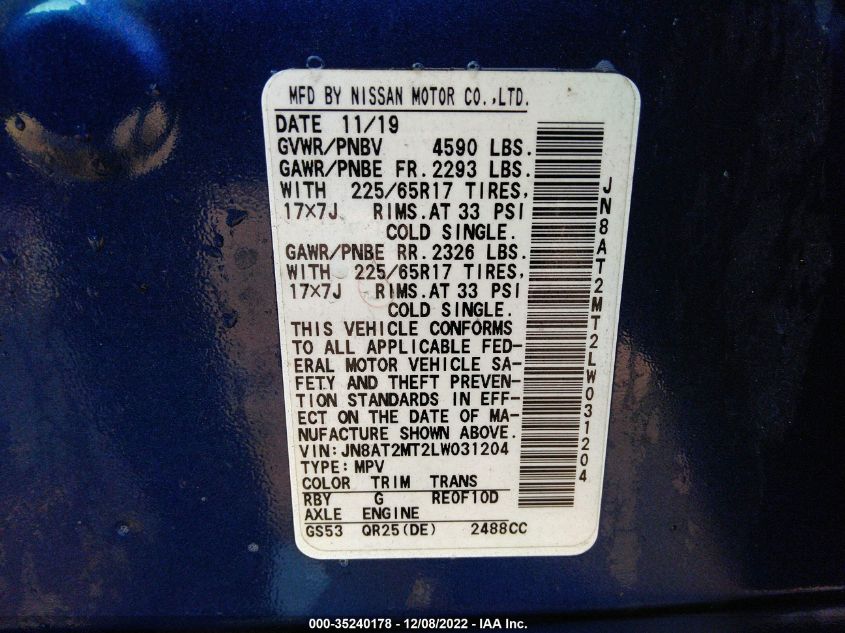 MFD BY NISSAN MOTOR CO.,LTD.
DATE 11/19
GVWR/PNBV 4590 LBS.
GAWR/PNBE FR. 2293 LBS.
WITH 225/65R17 TIRES,
17×7J RIMS. AT 33 PSI
COLD SINGLE.
GAWR/PNBE RR. 2326 LBS.
WITH 225/65R17 TIRES,
17×7J RIMS. AT 33 PSI
COLD SINGLE.
THIS VEHICLE CONFORMS
TO ALL APPLICABLE FED-
ERAL MOTOR VEHICLE SA-
FETY AND THEFT PREVEN-
TION STANDARDS IN EFF-
ECT ON THE DATE OF MA-
NUFACTURE SHOWN ABOVE.
VIN: JN8AT2MT2LW031204
TYPE: MPV
COLOR TRIM TRANS
RBY G RE0F10D
AXLE ENGINE
GS53 QR25(DE) 2488CC
JN8AT2MT2LW031204
000-35240178 - 12/08/2022 - IAA Inc.